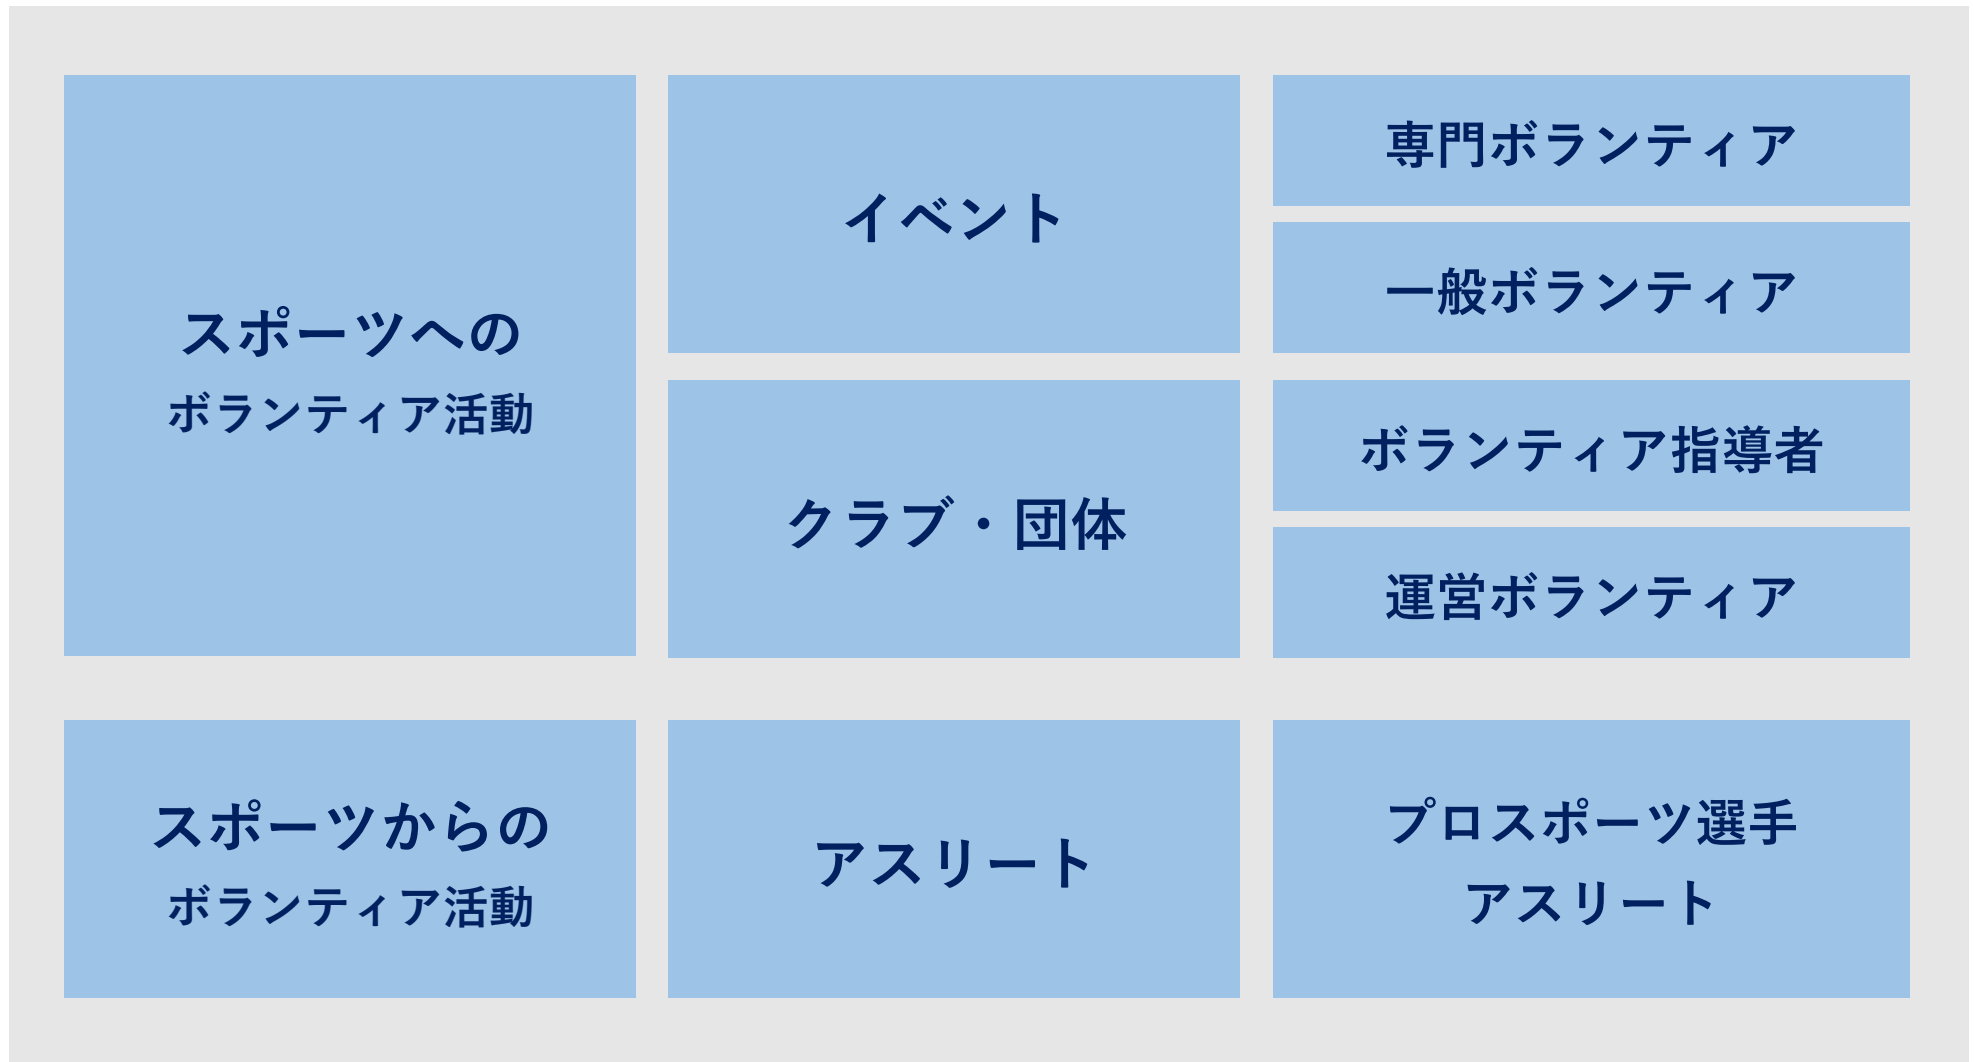 スポーツへの
ボランティア活動
イベント
専門ボランティア
一般ボランティア
クラブ・団体
ボランティア指導者
運営ボランティア
スポーツからの
ボランティア活動
アスリート
プロスポーツ選手
アスリート